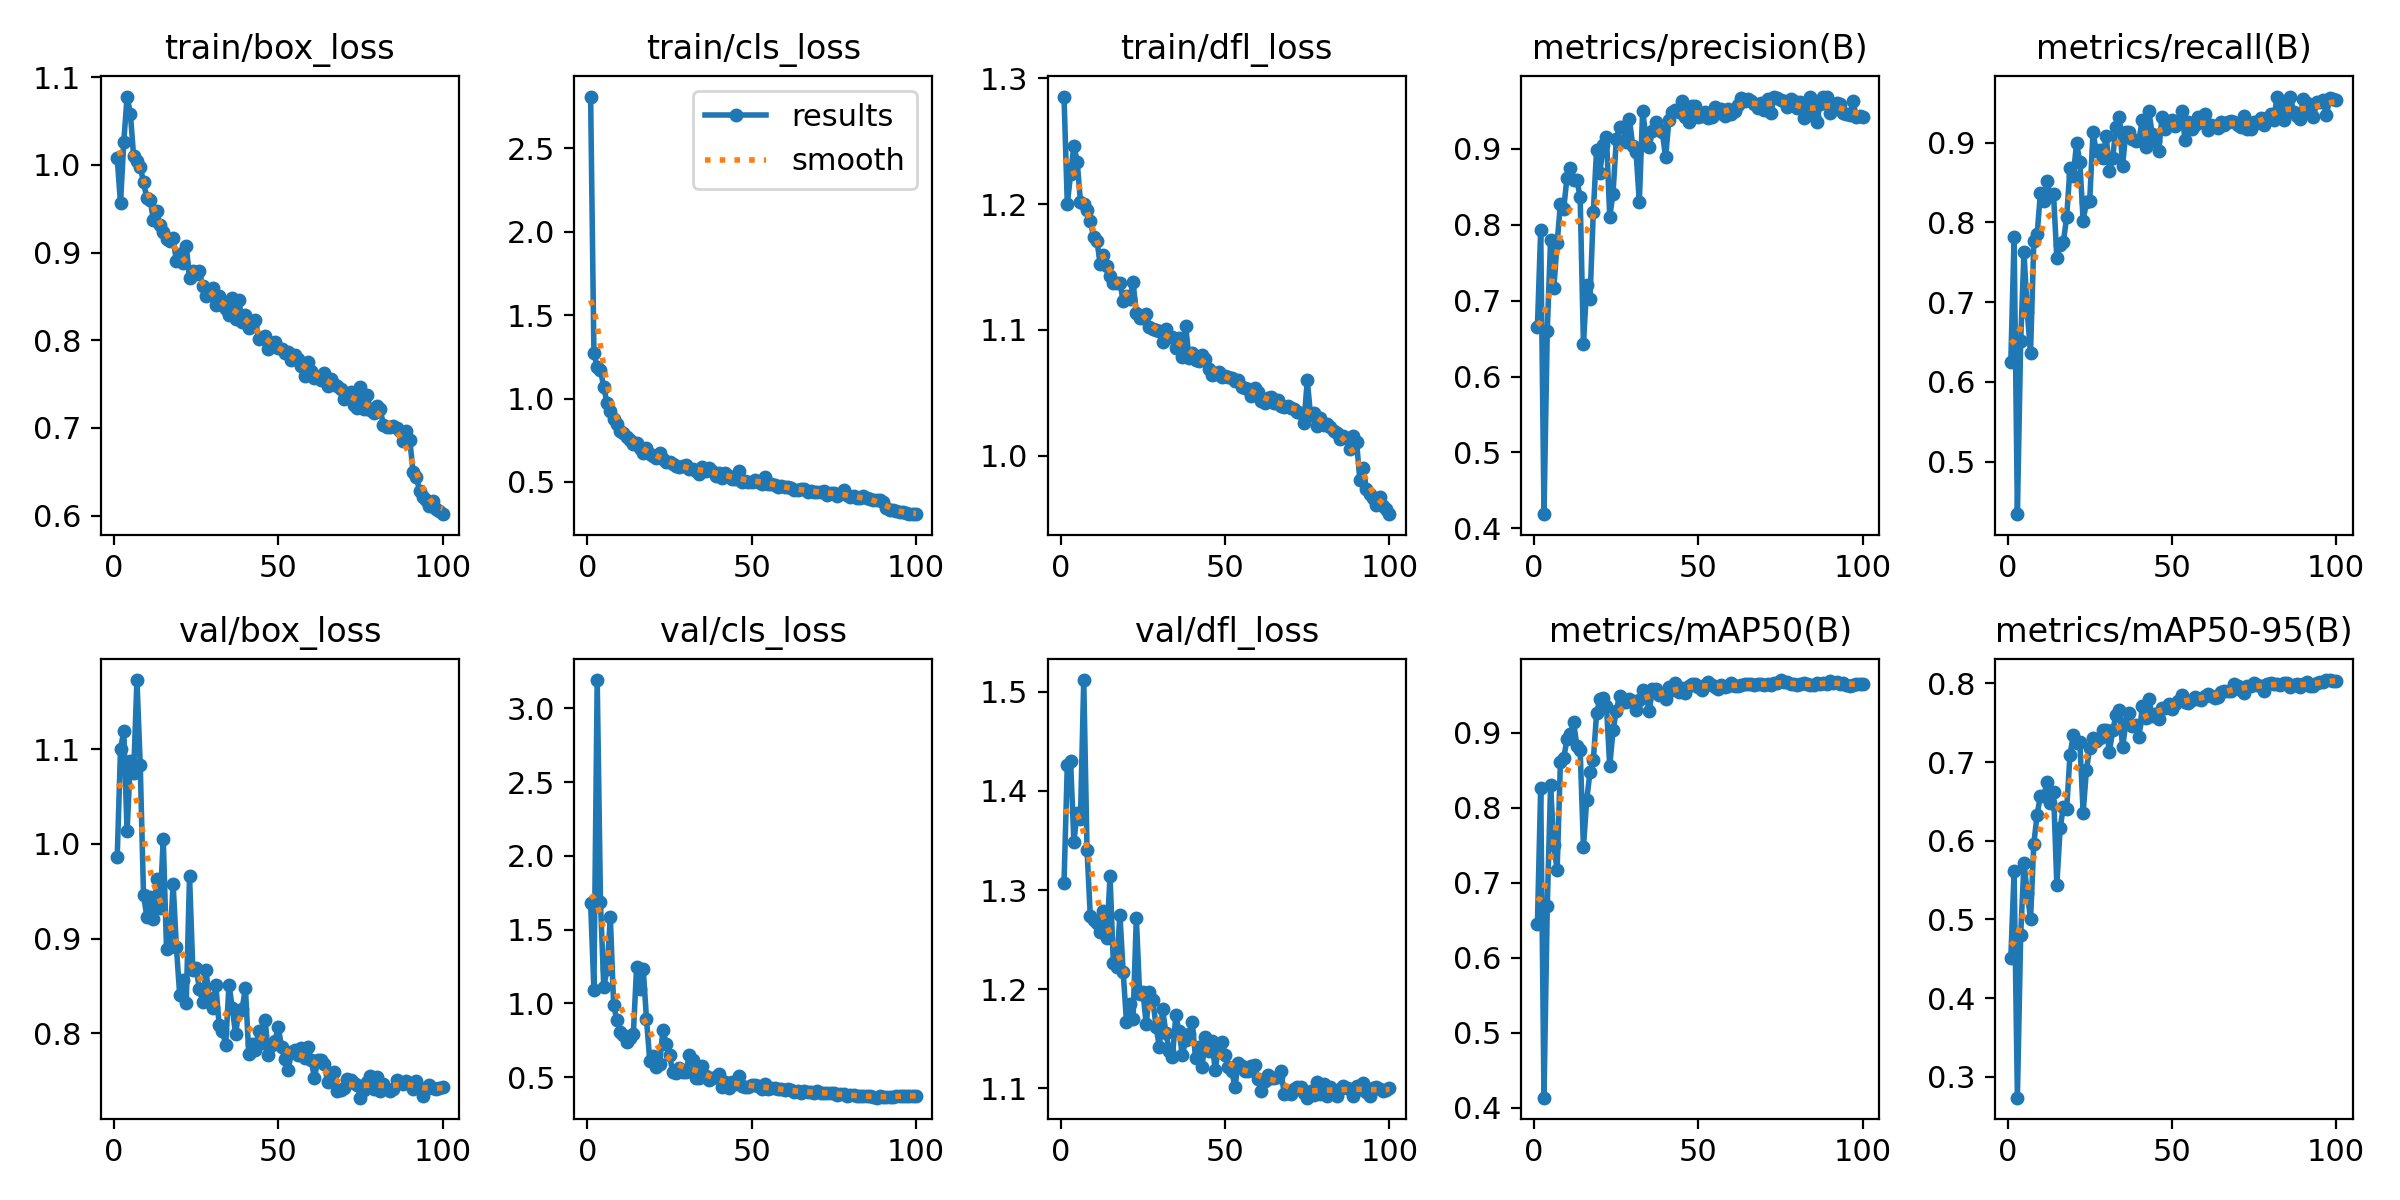 train/box_loss
1.1
1.0
0.9
0.8
0.7
0.6
0 50 100
train/cls_loss
results
smooth
2.5
2.0
1.5
1.0
0.5
0 50 100
train/dfl_loss
1.3
1.2
1.1
1.0
0 50 100
metrics/precision(B)
0.9
0.8
0.7
0.6
0.5
0.4
0 50 100
metrics/recall(B)
0.9
0.8
0.7
0.6
0.5
0 50 100
val/box_loss
1.1
1.0
0.9
0.8
0 50 100
val/cls_loss
3.0
2.5
2.0
1.5
1.0
0.5
0 50 100
val/dfl_loss
1.5
1.4
1.3
1.2
1.1
0 50 100
metrics/mAP50(B)
0.9
0.8
0.7
0.6
0.5
0.4
0 50 100
metrics/mAP50-95(B)
0.8
0.7
0.6
0.5
0.4
0.3
0 50 100